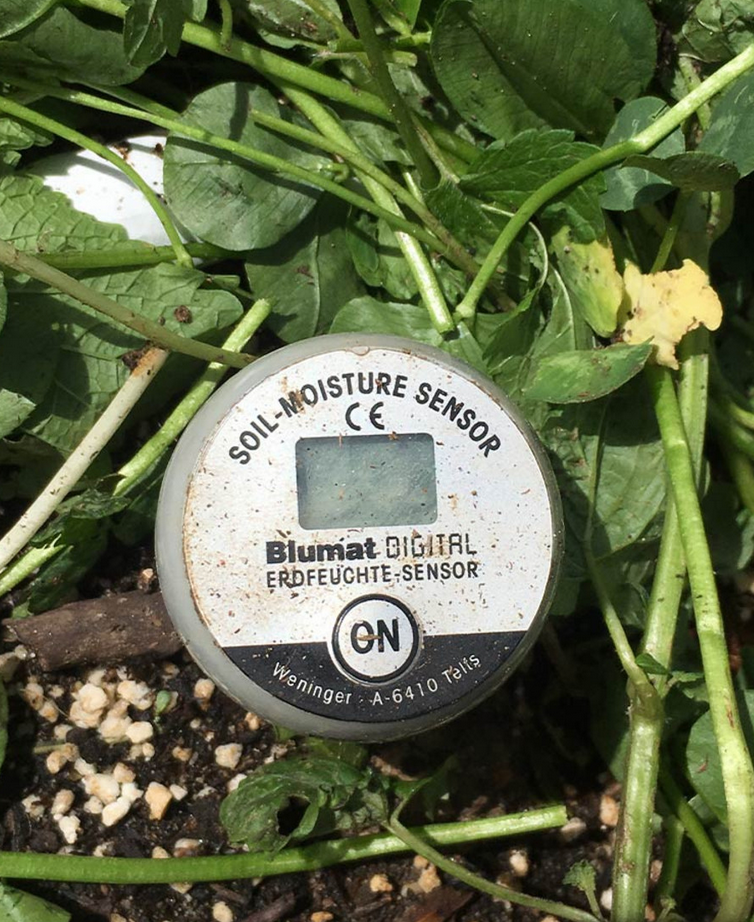 SOIL-MOISTURE SENSOR
CE
Blumat DIGITAL
ERDFEUCHTE-SENSOR
ON
Weninger · A-6410 Telfs